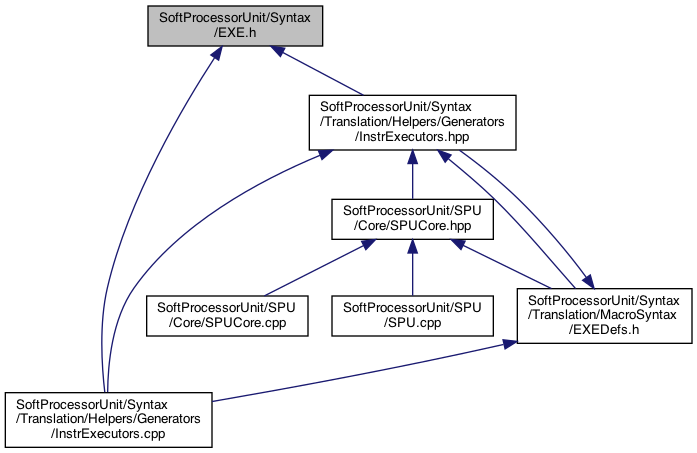 SoftProcessorUnit/Syntax
/EXE.h
SoftProcessorUnit/Syntax
/Translation/Helpers/Generators
/InstrExecutors.hpp
SoftProcessorUnit/SPU
/Core/SPUCore.hpp
SoftProcessorUnit/SPU
/Core/SPUCore.cpp
SoftProcessorUnit/SPU
/SPU.cpp
SoftProcessorUnit/Syntax
/Translation/MacroSyntax
/EXEDefs.h
SoftProcessorUnit/Syntax
/Translation/Helpers/Generators
/InstrExecutors.cpp